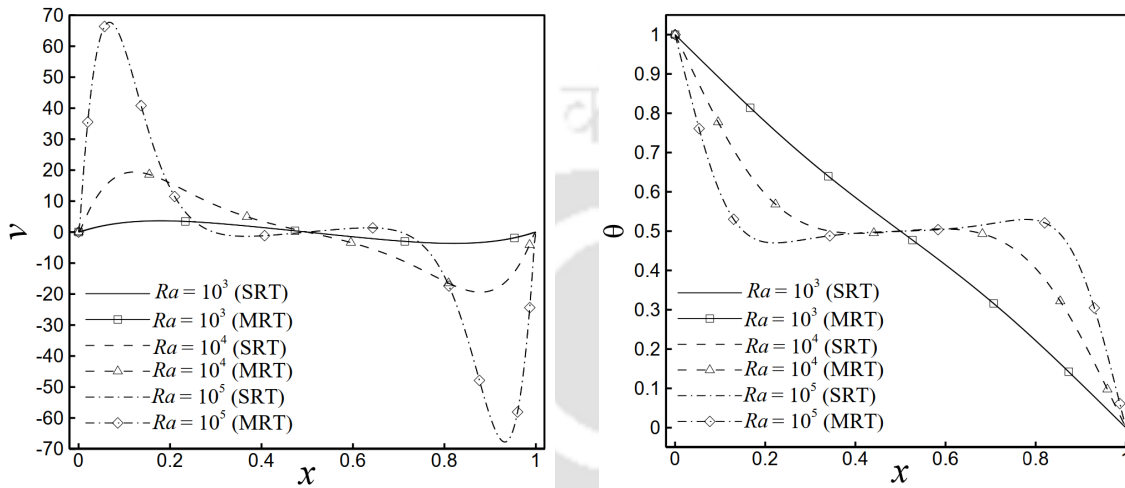 70
60
50
40
30
20
10
0
-10
-20
-30
-40
-50
-60
-70
v
Ra = 10³ (SRT)
Ra = 10³ (MRT)
Ra = 10⁴ (SRT)
Ra = 10⁴ (MRT)
Ra = 10⁵ (SRT)
Ra = 10⁵ (MRT)
0 0.2 0.4 0.6 0.8 1
x
1
0.9
0.8
0.7
0.6
0.5
0.4
0.3
0.2
0.1
0
θ
Ra = 10³ (SRT)
Ra = 10³ (MRT)
Ra = 10⁴ (SRT)
Ra = 10⁴ (MRT)
Ra = 10⁵ (SRT)
Ra = 10⁵ (MRT)
0 0.2 0.4 0.6 0.8 1
x